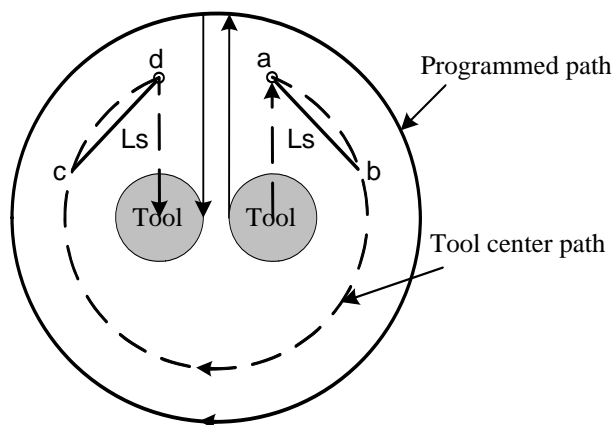 d
a
Programmed path
Ls
Ls
c
b
Tool
Tool
Tool center path